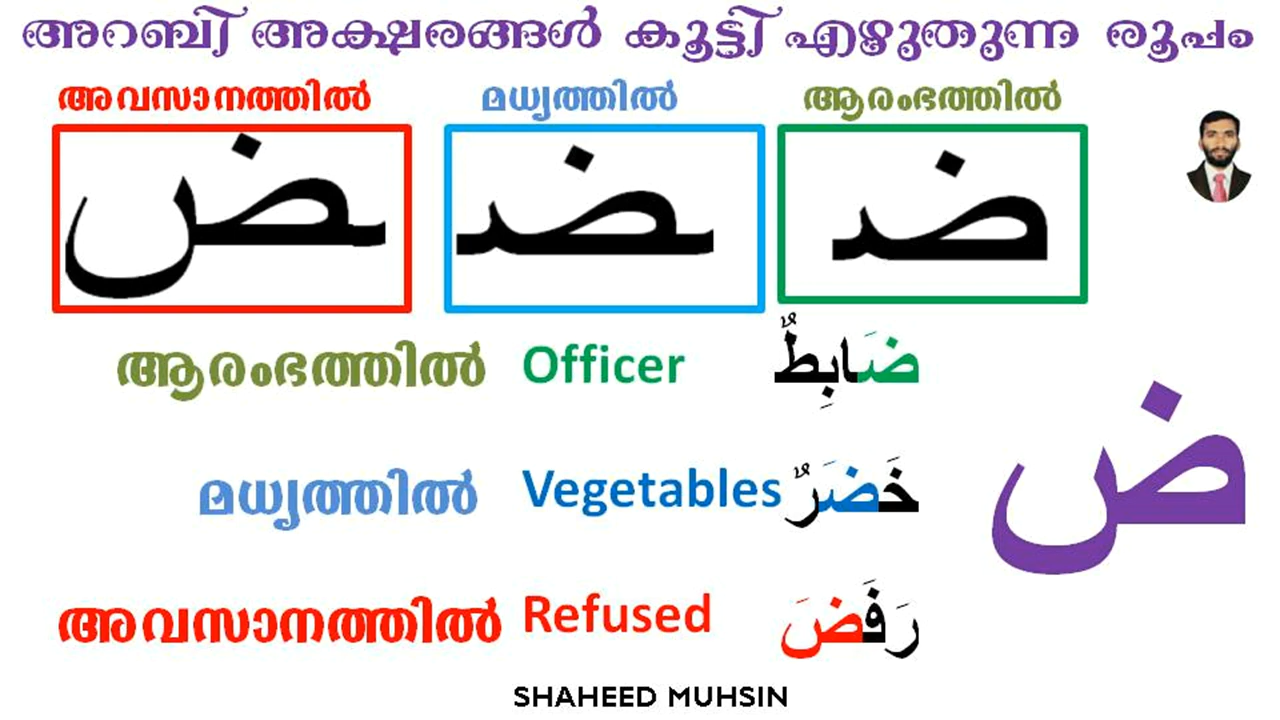 അറബി അക്ഷരങ്ങൾ കൂട്ടി എഴുതുന്ന രൂപം
അവസാനത്തിൽ മധ്യത്തിൽ ആരംഭത്തിൽ
ـض ـضـ ضـ
ആരംഭത്തിൽ Officer ضَابِطٌ
മധ്യത്തിൽ Vegetables خَضَرٌ
അവസാനത്തിൽ Refused رَفَضَ
ض
SHAHEED MUHSIN